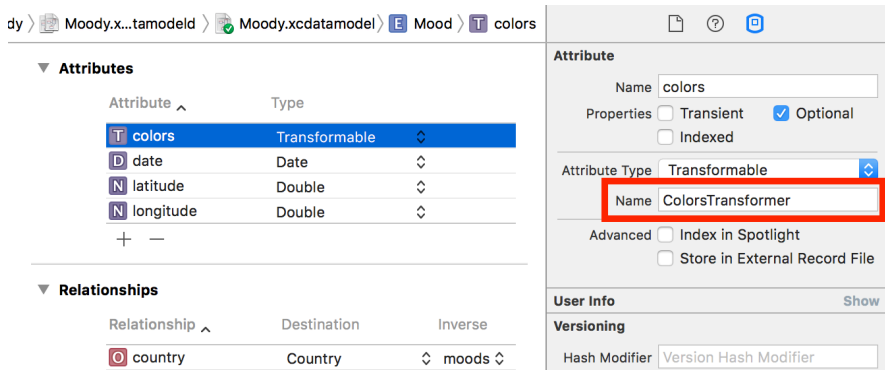 dy Moody.x...tamodeld Moody.xcdatamodel E Mood T colors
Attributes
Attribute Type
T colors Transformable
D date Date
N latitude Double
N longitude Double
+ −
Relationships
Relationship Destination Inverse
O country Country moods
Attribute
Name colors
Properties Transient Optional
Indexed
Attribute Type Transformable
Name ColorsTransformer
Advanced Index in Spotlight
Store in External Record File
User Info Show
Versioning
Hash Modifier Version Hash Modifier